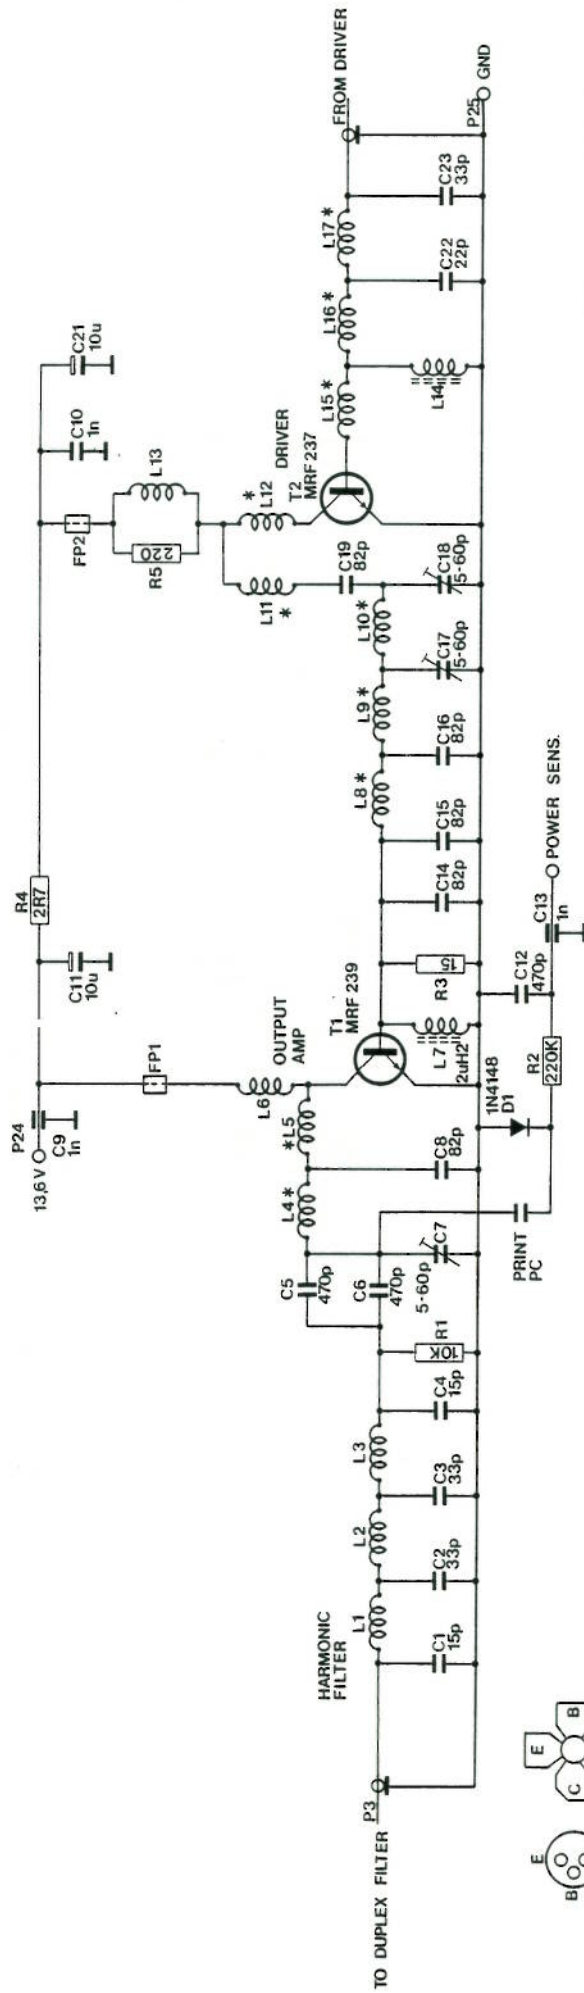 TO DUPLEX FILTER
P3
HARMONIC
FILTER
L1
L2
L3
C1
15p
C2
33p
C3
33p
C4
15p
R1
10K
C5
470p
C6
470p
5-60p
C7
L4*
*L5
C8
82p
PRINT
PC
13,6 V
P24
C9
1n
FP1
L6
OUTPUT
AMP
T1
MRF 239
L7
2uH2
1N4148
D1
R2
220K
C12
470p
C13
1n
POWER SENS.
R3
15
C11
10u
R4
2R7
C14
82p
C15
82p
C16
82p
L8*
L9*
L10*
C17
5-60p
C18
5-60p
C19
82p
L11
*
*
L12
FP2
R5
220
L13
C10
1n
C21
10u
DRIVER
T2
MRF 237
L15*
L16*
L17*
L14
C22
22p
C23
33p
FROM DRIVER
P25
GND
E
B
E
C
B